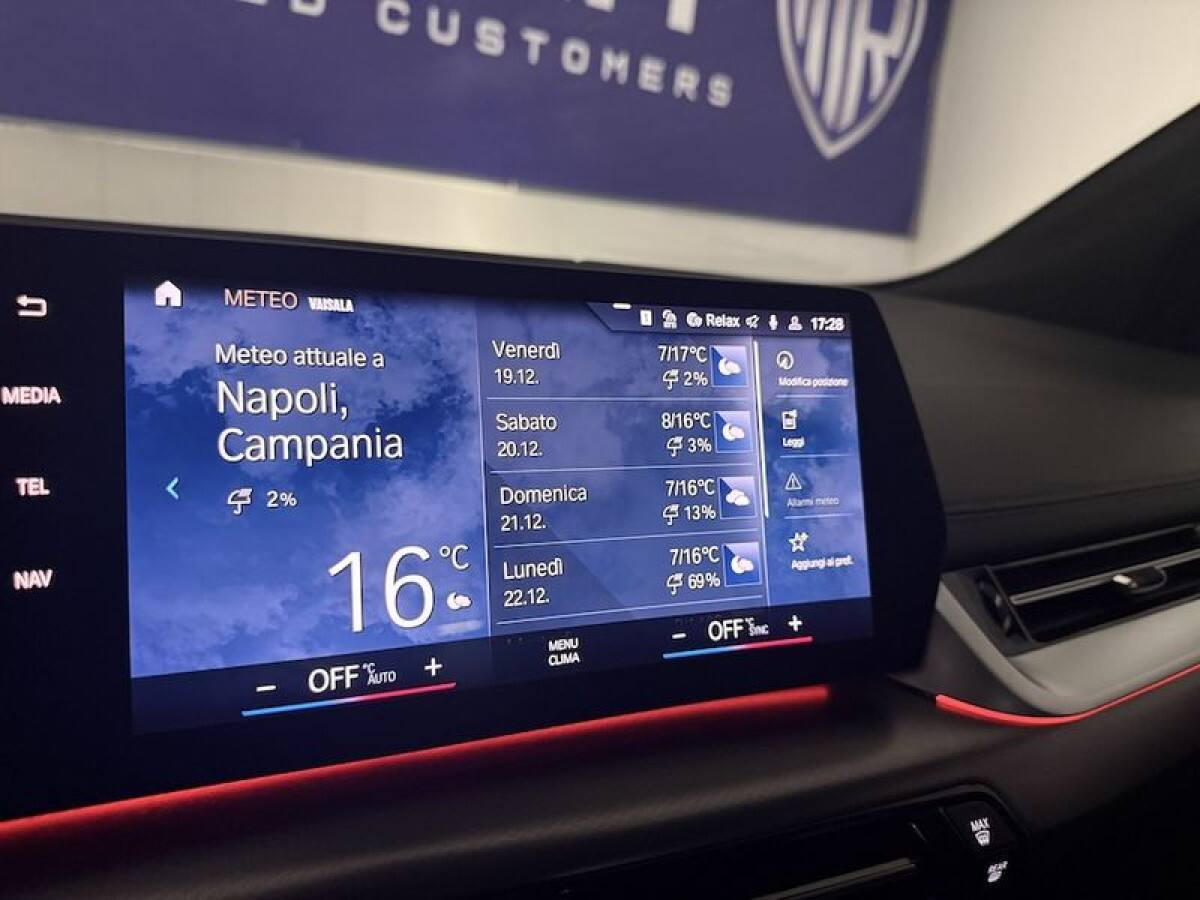 CUSTOMERS
METEO VAISALA
Relax 17:28
MEDIA
TEL
NAV
Meteo attuale a
Napoli,
Campania
2%
16°C
Venerdì 7/17°C
19.12. 2%
Sabato 8/16°C
20.12. 3%
Domenica 7/16°C
21.12. 13%
Lunedì 7/16°C
22.12. 69%
Modifica posizione
Leggi
Allarmi meteo
Aggiungi ai pref.
− OFF °C AUTO +
MENU
CLIMA
− OFF °C SYNC +
MAX
REAR